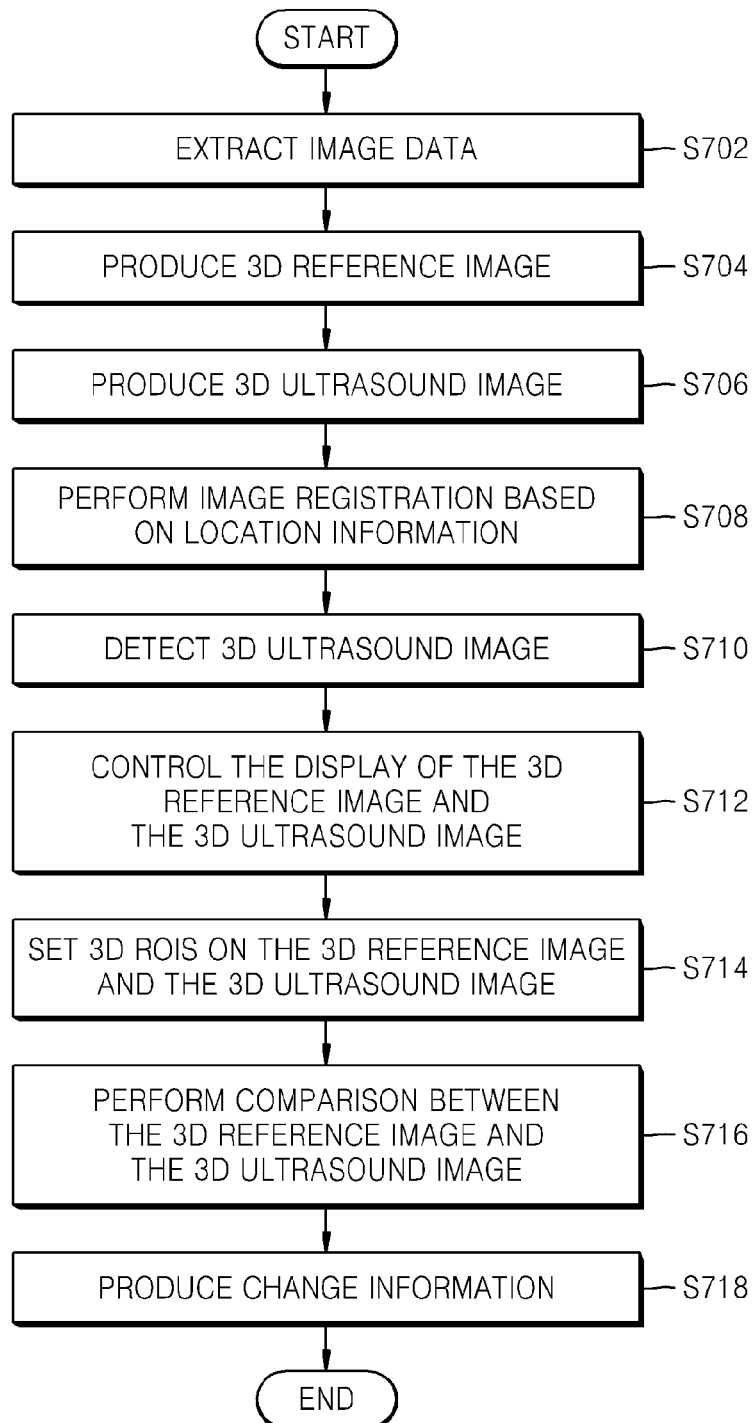 START
EXTRACT IMAGE DATA
S702
PRODUCE 3D REFERENCE IMAGE
S704
PRODUCE 3D ULTRASOUND IMAGE
S706
PERFORM IMAGE REGISTRATION BASED
ON LOCATION INFORMATION
S708
DETECT 3D ULTRASOUND IMAGE
S710
CONTROL THE DISPLAY OF THE 3D
REFERENCE IMAGE AND
THE 3D ULTRASOUND IMAGE
S712
SET 3D ROIS ON THE 3D REFERENCE IMAGE
AND THE 3D ULTRASOUND IMAGE
S714
PERFORM COMPARISON BETWEEN
THE 3D REFERENCE IMAGE AND
THE 3D ULTRASOUND IMAGE
S716
PRODUCE CHANGE INFORMATION
S718
END